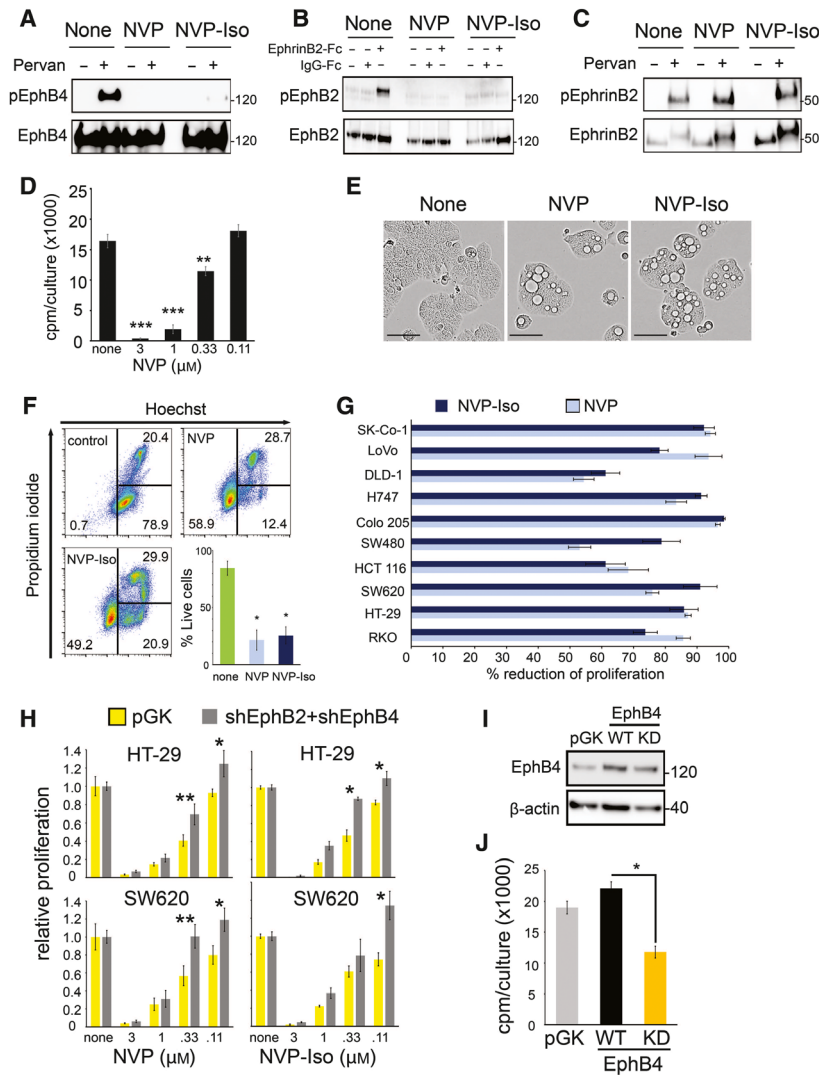 A
None NVP NVP-Iso
Pervan – + – + – +
pEphB4
-120
EphB4
-120
B
None NVP NVP-Iso
EphrinB2-Fc – – + – – + – – +
IgG-Fc – + – – + – – + –
pEphB2
-120
EphB2
-120
C
None NVP NVP-Iso
Pervan – + – + – +
pEphrinB2
-50
EphrinB2
-50
D
cpm/culture (x1000)
25
20
15
10
5
0
*** *** **
none 3 1 0.33 0.11
NVP (μM)
E
None NVP NVP-Iso
F
Hoechst
Propidium iodide
control 20.4
0.7 78.9
NVP 28.7
58.9 12.4
NVP-Iso 29.9
49.2 20.9
% Live cells
100
50
0
* *
none NVP NVP-Iso
G
NVP-Iso NVP
SK-Co-1
LoVo
DLD-1
H747
Colo 205
SW480
HCT 116
SW620
HT-29
RKO
0 10 20 30 40 50 60 70 80 90 100
% reduction of proliferation
H
pGK shEphB2+shEphB4
relative proliferation
HT-29
1.4
1.2
1.0
0.8
0.6
0.4
0.2
0
** *
HT-29
* *
SW620
1.4
1.2
1.0
0.8
0.6
0.4
0.2
0
** *
SW620
*
none 3 1 .33 .11
NVP (μM)
none 3 1 .33 .11
NVP-Iso (μM)
I
EphB4
pGK WT KD
EphB4
-120
β-actin
-40
J
cpm/culture (x1000)
25
20
15
10
5
0
*
pGK WT KD
EphB4